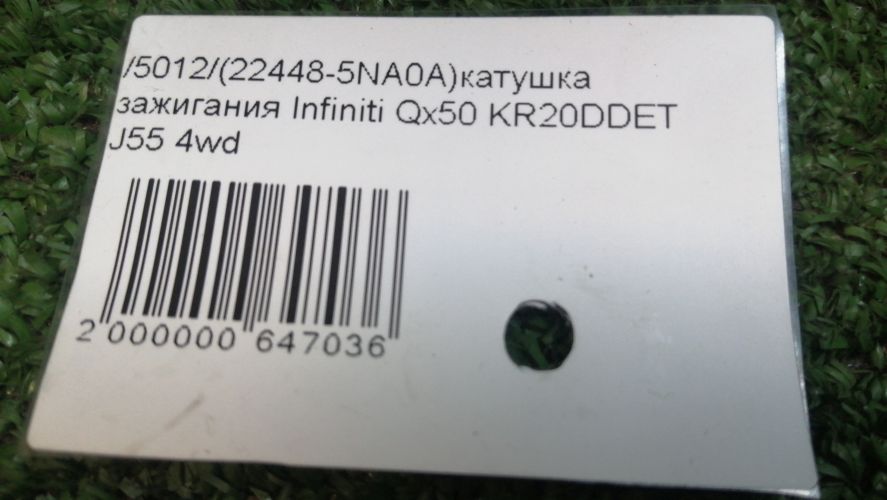 /5012/(22448-5NA0A)катушка
зажигания Infiniti Qx50 KR20DDET
J55 4wd
2 000000 647036